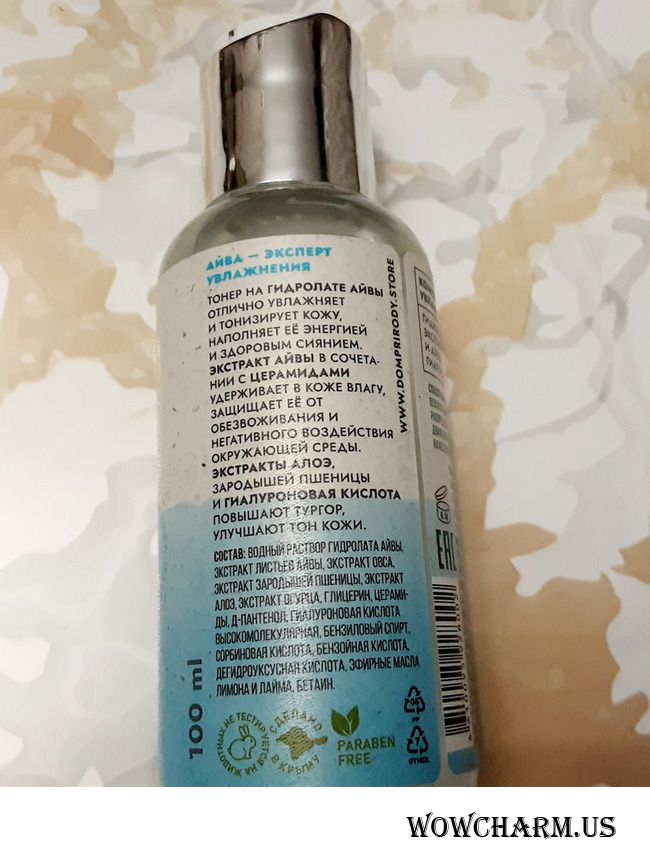 АЙВА — ЭКСПЕРТ
УВЛАЖНЕНИЯ
ТОНЕР НА ГИДРОЛАТЕ АЙВЫ
ОТЛИЧНО УВЛАЖНЯЕТ
И ТОНИЗИРУЕТ КОЖУ,
НАПОЛНЯЕТ ЕЁ ЭНЕРГИЕЙ
И ЗДОРОВЫМ СИЯНИЕМ.
ЭКСТРАКТ АЙВЫ В СОЧЕТА-
НИИ С ЦЕРАМИДАМИ
УДЕРЖИВАЕТ В КОЖЕ ВЛАГУ,
ЗАЩИЩАЕТ ЕЁ ОТ
ОБЕЗВОЖИВАНИЯ И
НЕГАТИВНОГО ВОЗДЕЙСТВИЯ
ОКРУЖАЮЩЕЙ СРЕДЫ.
ЭКСТРАКТЫ АЛОЭ,
ЗАРОДЫШЕЙ ПШЕНИЦЫ
И ГИАЛУРОНОВАЯ КИСЛОТА
ПОВЫШАЮТ ТУРГОР,
УЛУЧШАЮТ ТОН КОЖИ.
СОСТАВ: ВОДНЫЙ РАСТВОР ГИДРОЛАТА АЙВЫ,
ЭКСТРАКТ ЛИСТЬЕВ АЙВЫ, ЭКСТРАКТ ОВСА,
ЭКСТРАКТ ЗАРОДЫШЕЙ ПШЕНИЦЫ, ЭКСТРАКТ
АЛОЭ, ЭКСТРАКТ ОГУРЦА, ГЛИЦЕРИН, ЦЕРАМИ-
ДЫ, Д-ПАНТЕНОЛ, ГИАЛУРОНОВАЯ КИСЛОТА
ВЫСОКОМОЛЕКУЛЯРНАЯ, БЕНЗИЛОВЫЙ СПИРТ,
СОРБИНОВАЯ КИСЛОТА, БЕНЗОЙНАЯ КИСЛОТА,
ДЕГИДРОУКСУСНАЯ КИСЛОТА, ЭФИРНЫЕ МАСЛА
ЛИМОНА И ЛАЙМА, БЕТАИН.
100 ml
НА ЖИВОТНЫХ НЕ ТЕСТИРУЕТСЯ
СДЕЛАНО
В КРЫМУ
PARABEN
FREE
WWW.DOMPRIRODY.STORE
EAC
05
PP
7
OTHER
WOWCHARM.US